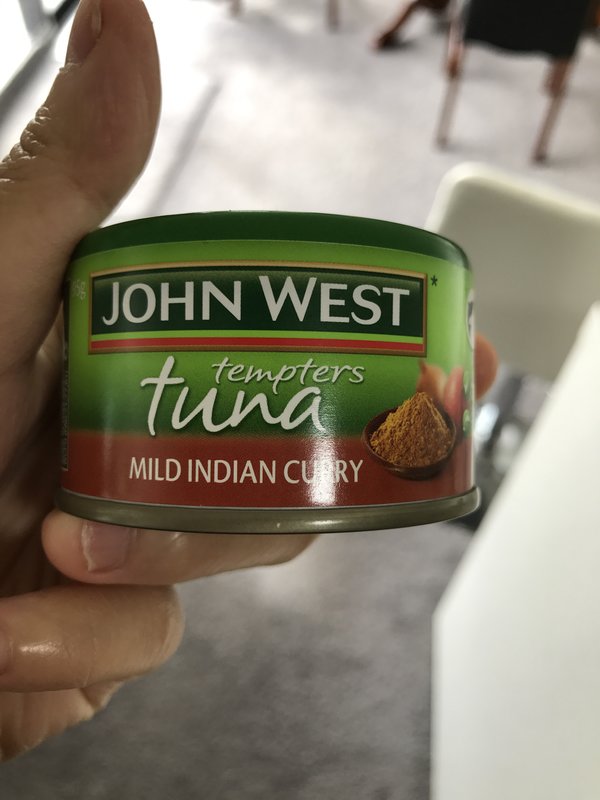 JOHN WEST*
tempters
tuna
MILD INDIAN CURRY